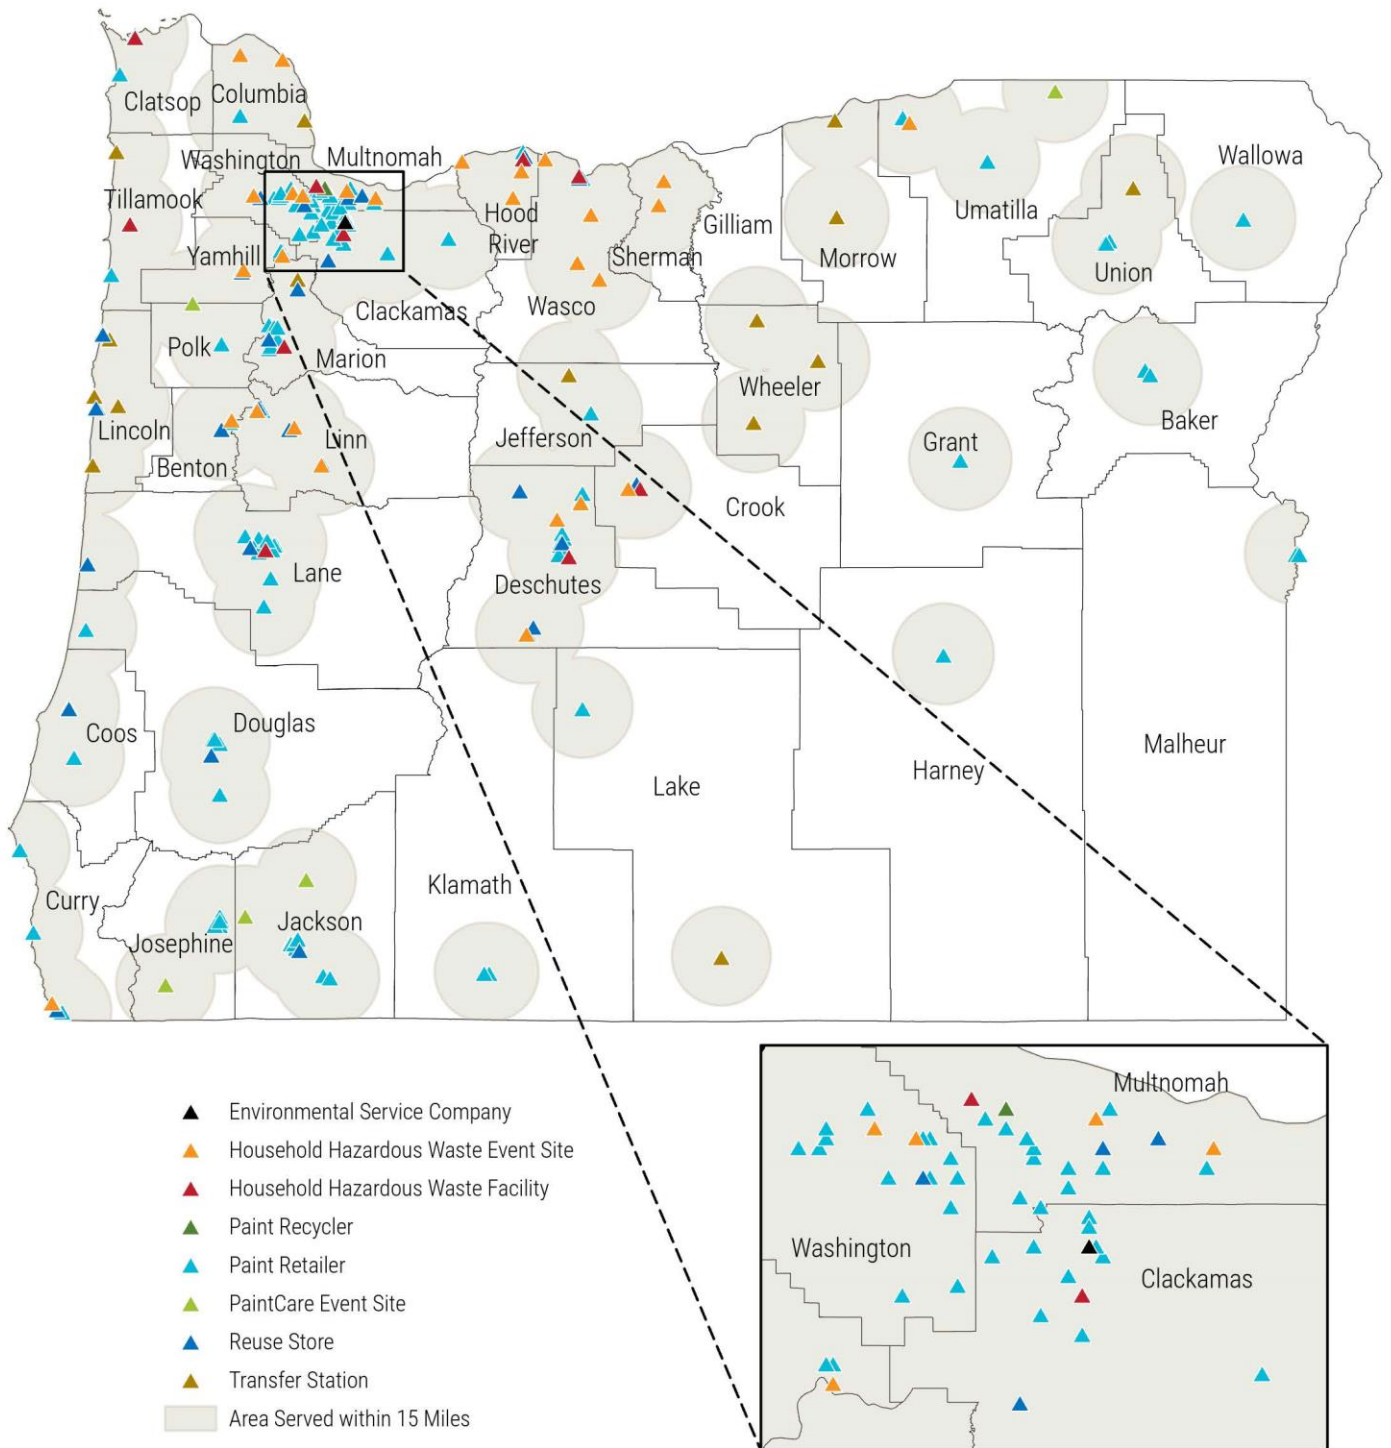 Clatsop
Columbia
Washington
Multnomah
Tillamook
Hood
River
Gilliam
Umatilla
Wallowa
Yamhill
Sherman
Morrow
Union
Wasco
Clackamas
Polk
Marion
Wheeler
Lincoln
Linn
Benton
Jefferson
Grant
Baker
Crook
Lane
Deschutes
Coos
Douglas
Lake
Harney
Malheur
Curry
Klamath
Josephine
Jackson
Multnomah
Washington
Clackamas
Environmental Service Company
Household Hazardous Waste Event Site
Household Hazardous Waste Facility
Paint Recycler
Paint Retailer
PaintCare Event Site
Reuse Store
Transfer Station
Area Served within 15 Miles